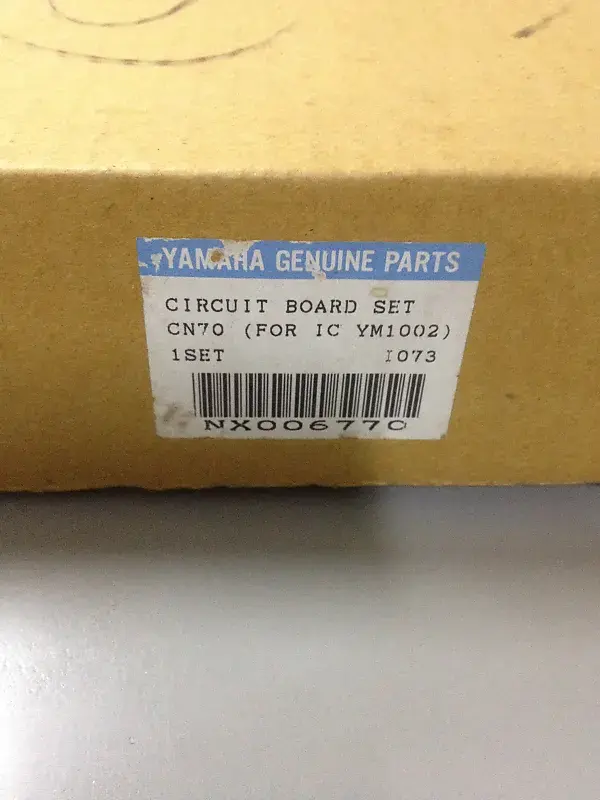 YAMAHA GENUINE PARTS
CIRCUIT BOARD SET
CN70 (FOR IC YM1002)
1SET I073
NX006770